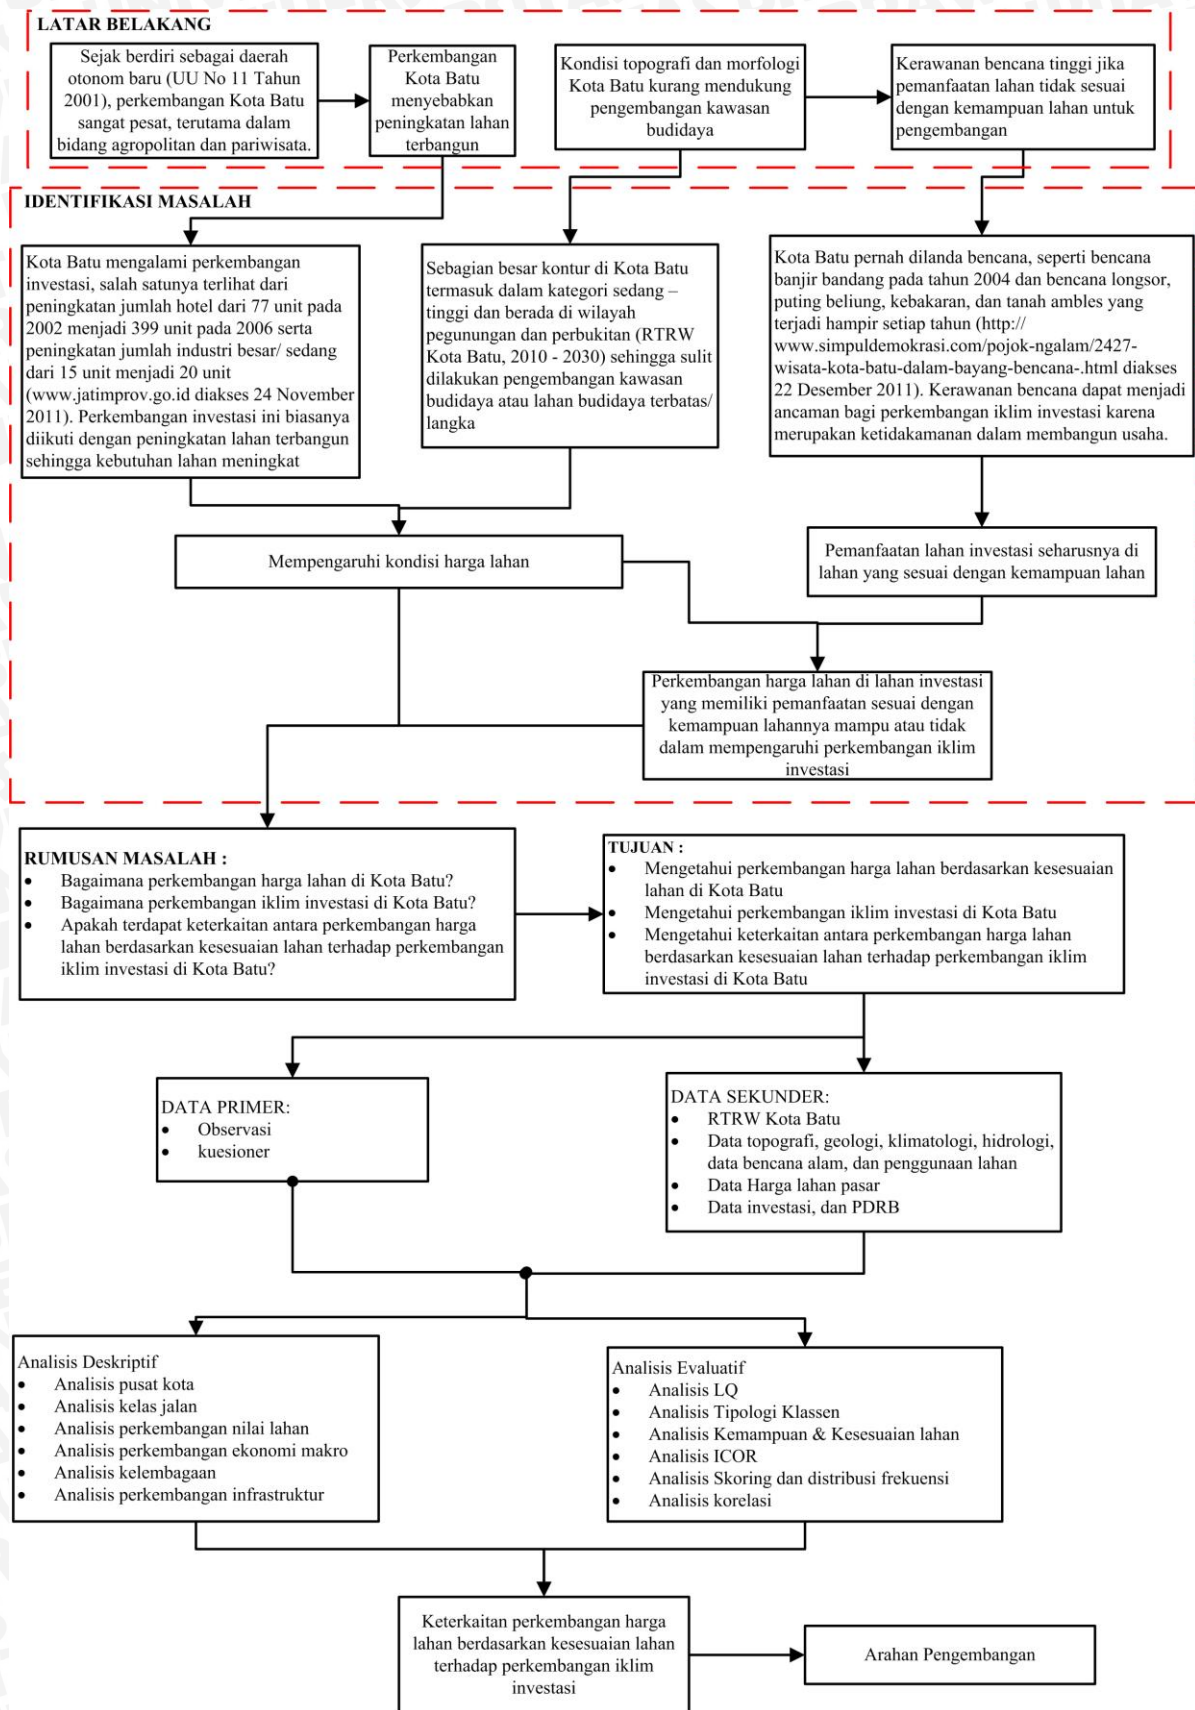 LATAR BELAKANG
Sejak berdiri sebagai daerah
otonom baru (UU No 11 Tahun
2001), perkembangan Kota Batu
sangat pesat, terutama dalam
bidang agropolitan dan pariwisata.
Perkembangan
Kota Batu
menyebabkan
peningkatan lahan
terbangun
Kondisi topografi dan morfologi
Kota Batu kurang mendukung
pengembangan kawasan
budidaya
Kerawanan bencana tinggi jika
pemanfaatan lahan tidak sesuai
dengan kemampuan lahan untuk
pengembangan
IDENTIFIKASI MASALAH
Kota Batu mengalami perkembangan
investasi, salah satunya terlihat dari
peningkatan jumlah hotel dari 77 unit pada
2002 menjadi 399 unit pada 2006 serta
peningkatan jumlah industri besar/ sedang
dari 15 unit menjadi 20 unit
(www.jatimprov.go.id diakses 24 November
2011). Perkembangan investasi ini biasanya
diikuti dengan peningkatan lahan terbangun
sehingga kebutuhan lahan meningkat
Sebagian besar kontur di Kota Batu
termasuk dalam kategori sedang –
tinggi dan berada di wilayah
pegunungan dan perbukitan (RTRW
Kota Batu, 2010 - 2030) sehingga sulit
dilakukan pengembangan kawasan
budidaya atau lahan budidaya terbatas/
langka
Kota Batu pernah dilanda bencana, seperti bencana
banjir bandang pada tahun 2004 dan bencana longsor,
puting beliung, kebakaran, dan tanah ambles yang
terjadi hampir setiap tahun (http://
www.simpuldemokrasi.com/pojok-ngalam/2427-
wisata-kota-batu-dalam-bayang-bencana-.html diakses
22 Desember 2011). Kerawanan bencana dapat menjadi
ancaman bagi perkembangan iklim investasi karena
merupakan ketidakamanan dalam membangun usaha.
Mempengaruhi kondisi harga lahan
Pemanfaatan lahan investasi seharusnya di
lahan yang sesuai dengan kemampuan lahan
Perkembangan harga lahan di lahan investasi
yang memiliki pemanfaatan sesuai dengan
kemampuan lahannya mampu atau tidak
dalam mempengaruhi perkembangan iklim
investasi
RUMUSAN MASALAH :
• Bagaimana perkembangan harga lahan di Kota Batu?
• Bagaimana perkembangan iklim investasi di Kota Batu?
• Apakah terdapat keterkaitan antara perkembangan harga
lahan berdasarkan kesesuaian lahan terhadap perkembangan
iklim investasi di Kota Batu?
TUJUAN :
• Mengetahui perkembangan harga lahan berdasarkan kesesuaian
lahan di Kota Batu
• Mengetahui perkembangan iklim investasi di Kota Batu
• Mengetahui keterkaitan antara perkembangan harga lahan
berdasarkan kesesuaian lahan terhadap perkembangan iklim
investasi di Kota Batu
DATA PRIMER:
• Observasi
• kuesioner
DATA SEKUNDER:
• RTRW Kota Batu
• Data topografi, geologi, klimatologi, hidrologi,
data bencana alam, dan penggunaan lahan
• Data Harga lahan pasar
• Data investasi, dan PDRB
Analisis Deskriptif
• Analisis pusat kota
• Analisis kelas jalan
• Analisis perkembangan nilai lahan
• Analisis perkembangan ekonomi makro
• Analisis kelembagaan
• Analisis perkembangan infrastruktur
Analisis Evaluatif
• Analisis LQ
• Analisis Tipologi Klassen
• Analisis Kemampuan & Kesesuaian lahan
• Analisis ICOR
• Analisis Skoring dan distribusi frekuensi
• Analisis korelasi
Keterkaitan perkembangan harga
lahan berdasarkan kesesuaian lahan
terhadap perkembangan iklim
investasi
Arahan Pengembangan